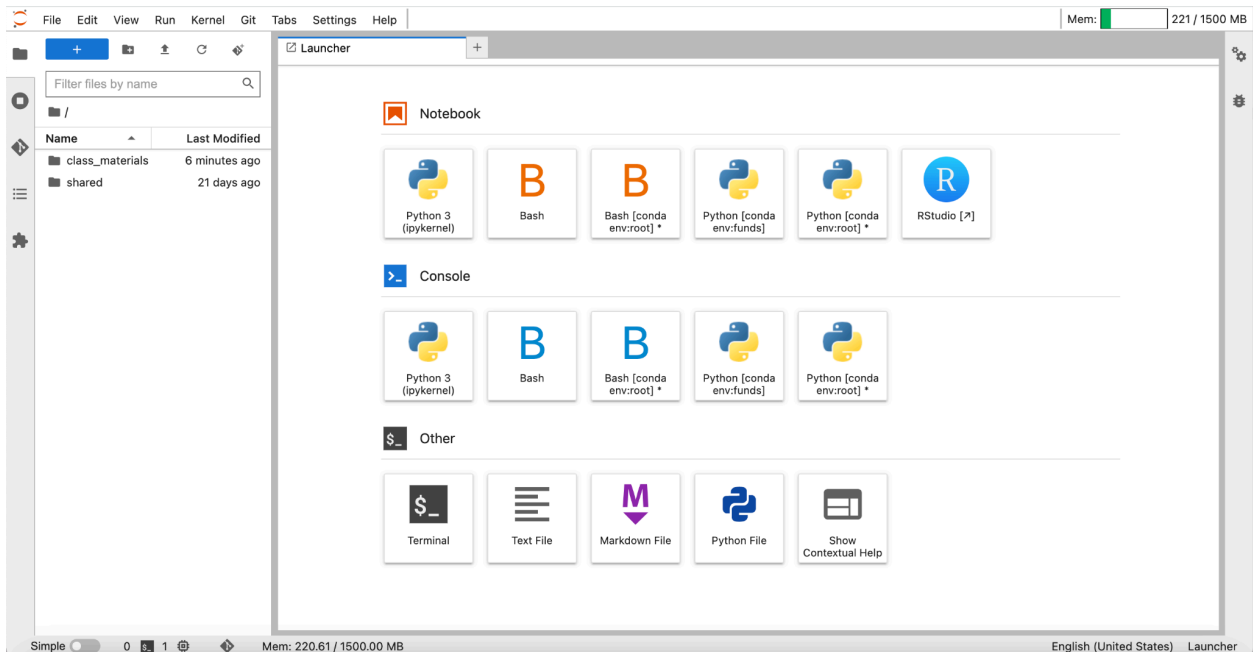 File Edit View Run Kernel Git Tabs Settings Help Mem: 221 / 1500 MB
+ Launcher +
Filter files by name
/
Name Last Modified
class_materials 6 minutes ago
shared 21 days ago
Notebook
Python 3
(ipykernel)
B
Bash
B
Bash [conda
env:root] *
Python [conda
env:funds]
Python [conda
env:root] *
R
RStudio [↗]
>_ Console
Python 3
(ipykernel)
B
Bash
B
Bash [conda
env:root] *
Python [conda
env:funds]
Python [conda
env:root] *
$_ Other
$_
Terminal
Text File
M
Markdown File
Python File
Show
Contextual Help
Simple 0 $_ 1 Mem: 220.61 / 1500.00 MB English (United States) Launcher